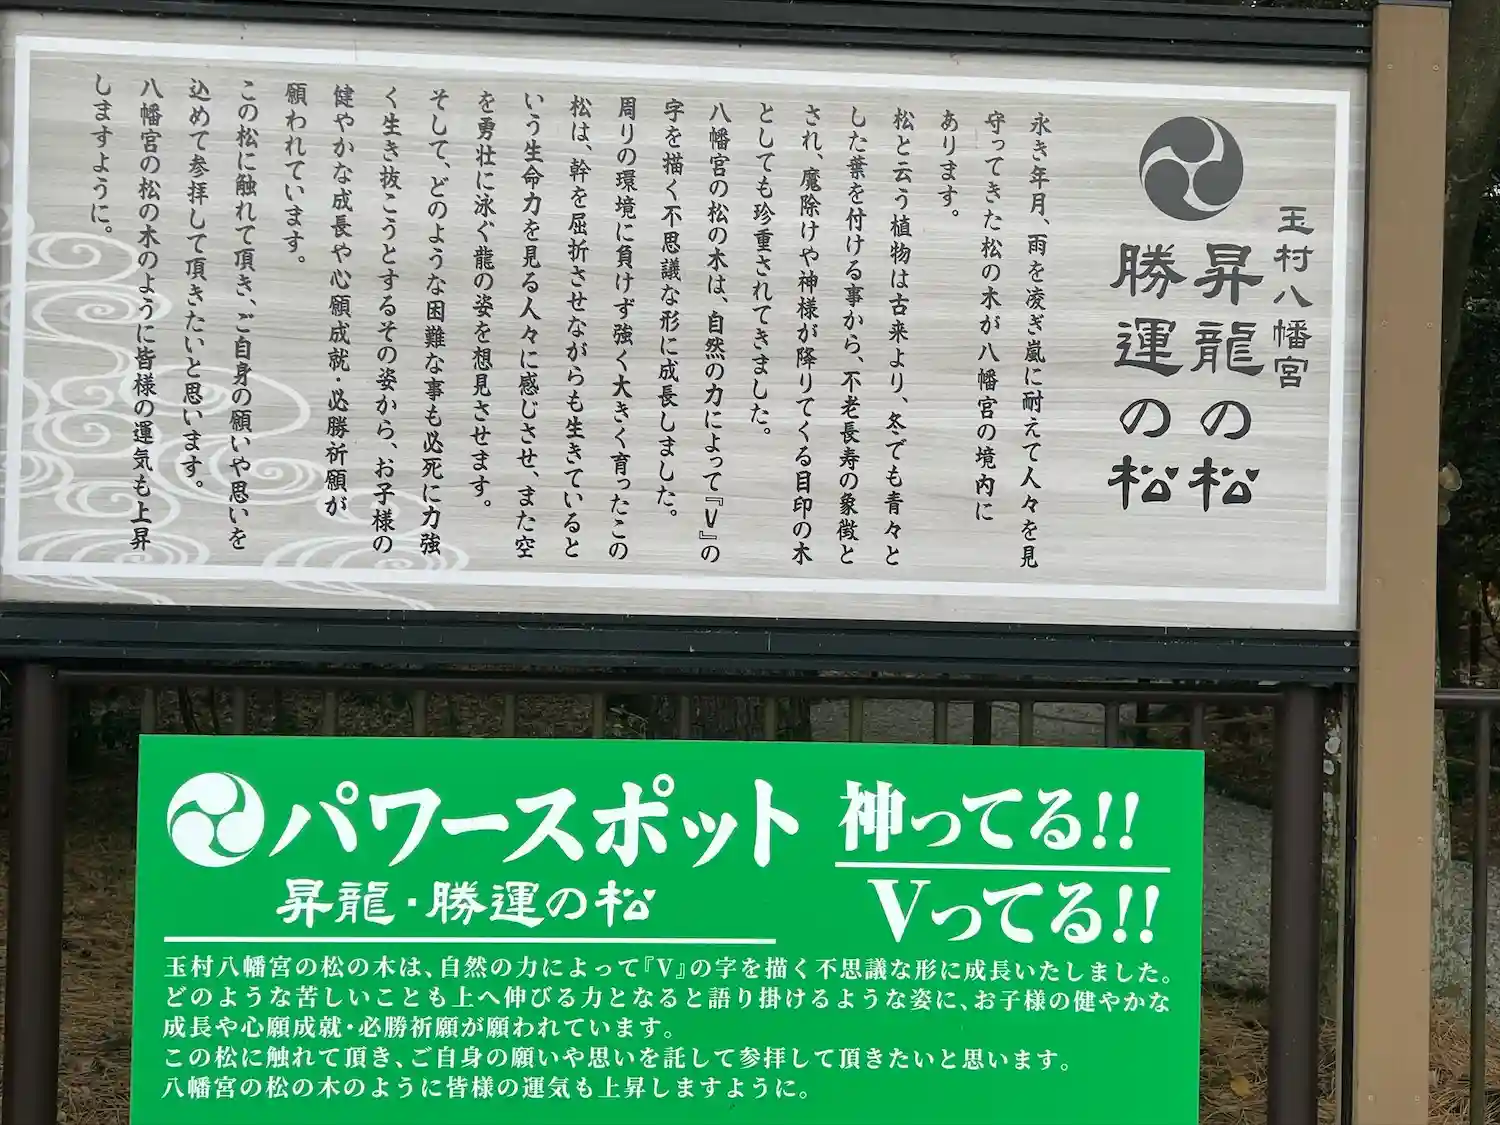 玉村八幡宮
昇龍の松
勝運の松
永き年月、雨を凌ぎ嵐に耐えて人々を見
守ってきた松の木が八幡宮の境内に
あります。
松と云う植物は古来より、冬でも青々と
した葉を付ける事から、不老長寿の象徴と
され、魔除けや神様が降りてくる目印の木
としても珍重されてきました。
八幡宮の松の木は、自然の力によって『V』の
字を描く不思議な形に成長しました。
周りの環境に負けず強く大きく育ったこの
松は、幹を屈折させながらも生きていると
いう生命力を見る人々に感じさせ、また空
を勇壮に泳ぐ龍の姿を想見させます。
そして、どのような困難な事も必死に力強
く生き抜こうとするその姿から、お子様の
健やかな成長や心願成就・必勝祈願が
願われています。
この松に触れて頂き、ご自身の願いや思いを
込めて参拝して頂きたいと思います。
八幡宮の松の木のように皆様の運気も上昇
しますように。
パワースポット 神ってる!!
昇龍・勝運の松 Vってる!!
玉村八幡宮の松の木は、自然の力によって『V』の字を描く不思議な形に成長いたしました。
どのような苦しいことも上へ伸びる力となると語り掛けるような姿に、お子様の健やかな
成長や心願成就・必勝祈願が願われています。
この松に触れて頂き、ご自身の願いや思いを託して参拝して頂きたいと思います。
八幡宮の松の木のように皆様の運気も上昇しますように。